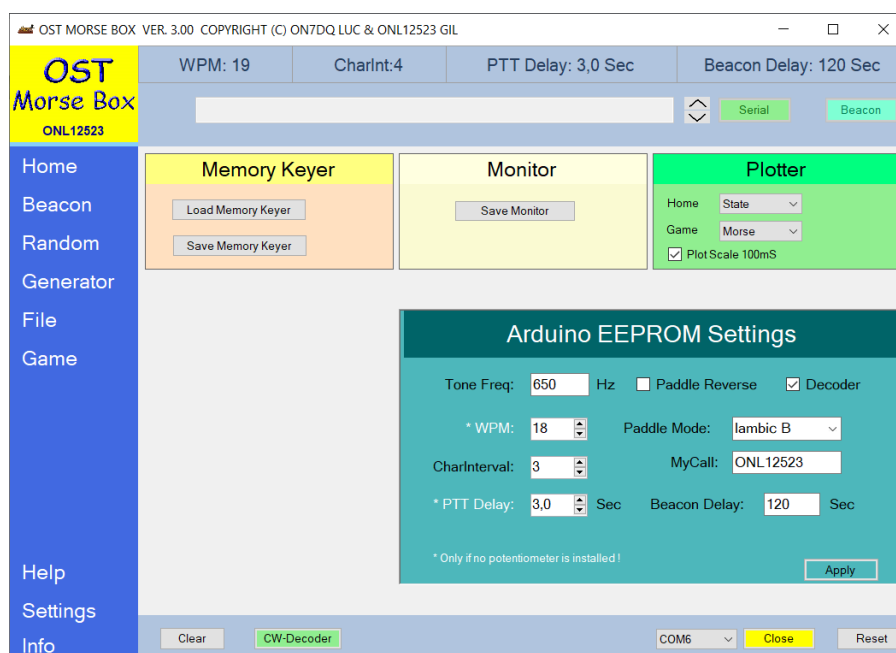 OST MORSE BOX VER. 3.00 COPYRIGHT (C) ON7DQ LUC & ONL12523 GIL
OST
Morse Box
ONL12523
WPM: 19 CharInt:4 PTT Delay: 3,0 Sec Beacon Delay: 120 Sec
Serial Beacon
Home
Beacon
Random
Generator
File
Game
Help
Settings
Info
Memory Keyer
Load Memory Keyer
Save Memory Keyer
Monitor
Save Monitor
Plotter
Home State
Game Morse
Plot Scale 100mS
Arduino EEPROM Settings
Tone Freq: 650 Hz Paddle Reverse Decoder
* WPM: 18 Paddle Mode: Iambic B
CharInterval: 3 MyCall: ONL12523
* PTT Delay: 3,0 Sec Beacon Delay: 120 Sec
* Only if no potentiometer is installed !
Apply
Clear CW-Decoder COM6 Close Reset